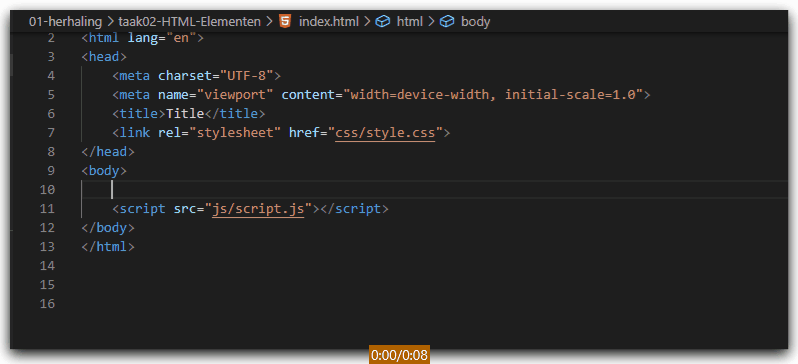 01-herhaling > taak02-HTML-Elementen > index.html > html > body
2 <html lang="en">
3 <head>
4 <meta charset="UTF-8">
5 <meta name="viewport" content="width=device-width, initial-scale=1.0">
6 <title>Title</title>
7 <link rel="stylesheet" href="css/style.css">
8 </head>
9 <body>
10
11 <script src="js/script.js"></script>
12 </body>
13 </html>
14
15
16
0:00/0:08